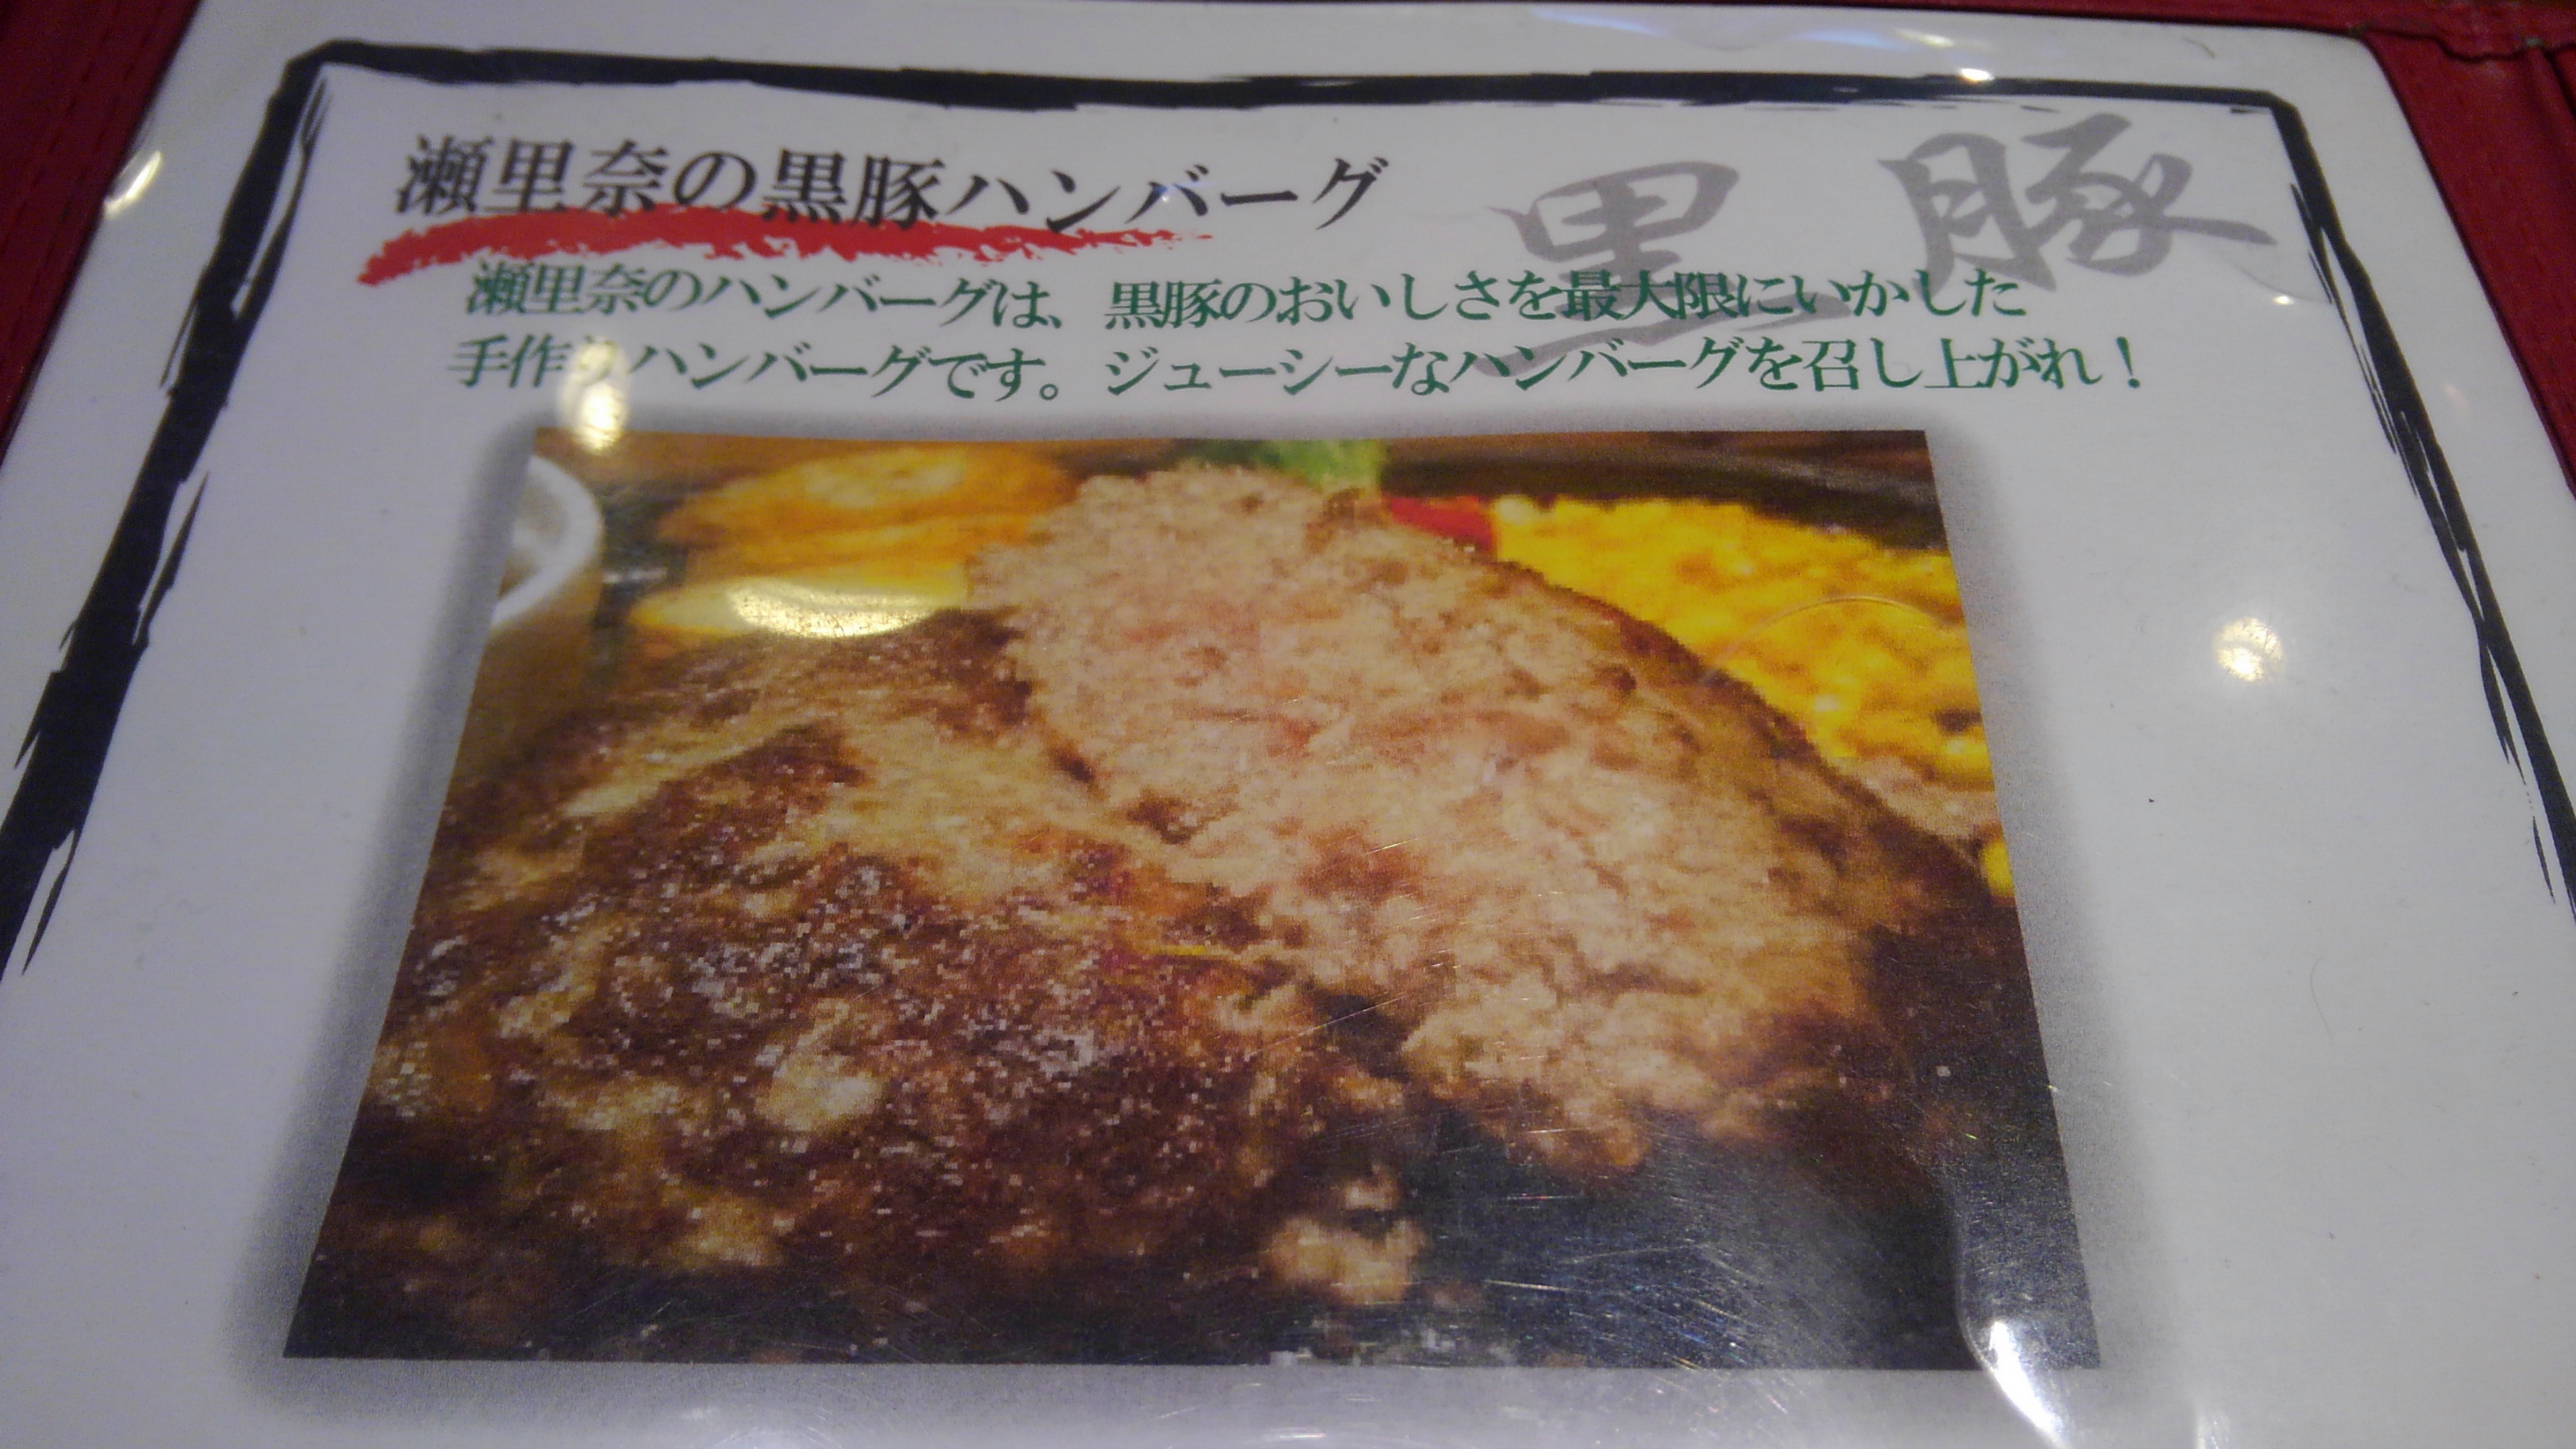 瀬里奈の黒豚ハンバーグ
黒豚
瀬里奈のハンバーグは、黒豚のおいしさを最大限にいかした
手作りハンバーグです。ジューシーなハンバーグを召し上がれ！